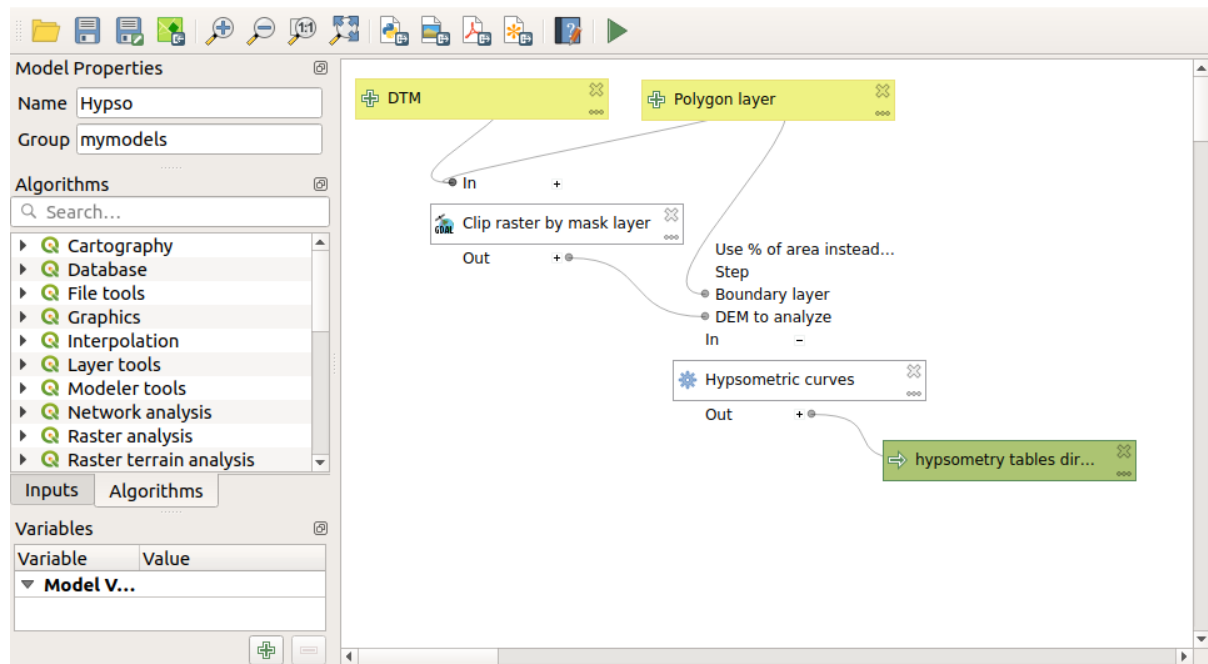 1:1
Model Properties
Name Hypso
Group mymodels
Algorithms
Search...
Cartography
Database
File tools
Graphics
Interpolation
Layer tools
Modeler tools
Network analysis
Raster analysis
Raster terrain analysis
Inputs Algorithms
Variables
Variable Value
Model V...
DTM
Polygon layer
In +
GDAL Clip raster by mask layer
Out +
Use % of area instead...
Step
Boundary layer
DEM to analyze
In -
Hypsometric curves
Out +
hypsometry tables dir...